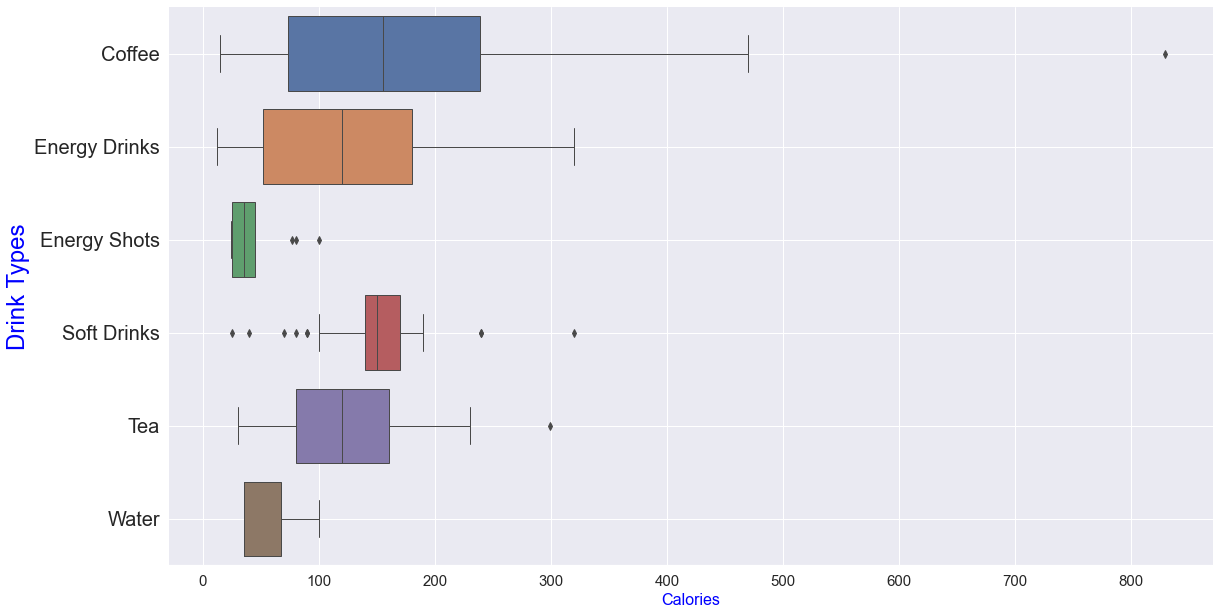 Drink Types
Coffee
Energy Drinks
Energy Shots
Soft Drinks
Tea
Water
0 100 200 300 400 500 600 700 800
Calories